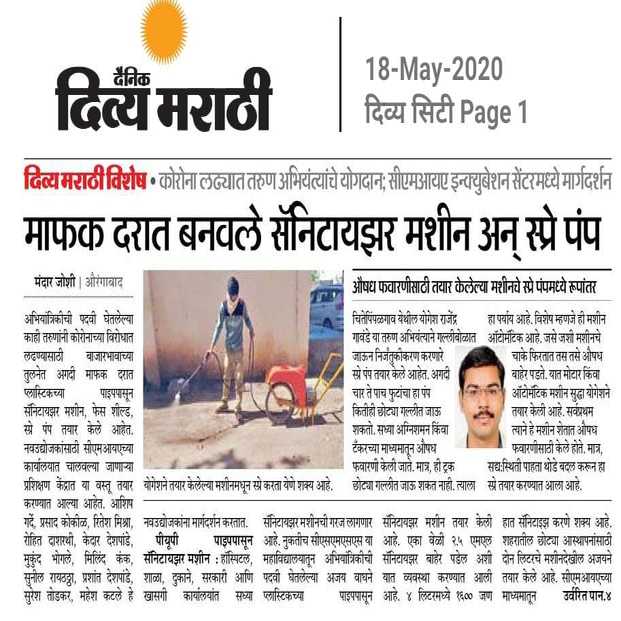 दैनिक
दिव्य मराठी
18-May-2020
दिव्य सिटी Page 1
दिव्य मराठी विशेष • कोरोना लढ्यात तरुण अभियंत्यांचे योगदान; सीएमआयए इन्क्युबेशन सेंटरमध्ये मार्गदर्शन
माफक दरात बनवले सॅनिटायझर मशीन अन् स्प्रे पंप
मंदार जोशी | औरंगाबाद
अभियांत्रिकीची पदवी घेतलेल्या
काही तरुणांनी कोरोनाच्या विरोधात
लढण्यासाठी बाजारभावाच्या
तुलनेत अगदी माफक दरात
प्लास्टिकच्या पाइपपासून
सॅनिटायझर मशीन, फेस शील्ड,
स्प्रे पंप तयार केले आहेत.
नवउद्योजकांसाठी सीएमआयएच्या
कार्यालयात चालवल्या जाणाऱ्या
प्रशिक्षण केंद्रात या वस्तू तयार
करण्यात आल्या आहेत. आशिष
गर्दे, प्रसाद कोकीळ, रितेश मिश्रा,
रोहित दाशरथी, केदार देशपांडे,
मुकुंद भोगले, मिलिंद कंक,
सुनील रायठठ्ठा, प्रशांत देशपांडे,
सुरेश तोडकर, महेश कटले हे
योगेशने तयार केलेल्या मशीनमधून स्प्रे करता येणे शक्य आहे.
नवउद्योजकांना मार्गदर्शन करतात.
पीयूपी पाइपपासून
सॅनिटायझर मशीन : हॉस्पिटल,
शाळा, दुकाने, सरकारी आणि
खासगी कार्यालयांत सध्या
सॅनिटायझर मशीनची गरज लागणार
आहे. नुकतीच सीएसएमएसएस या
महाविद्यालयातून अभियांत्रिकीची
पदवी घेतलेल्या अजय वाघने
प्लास्टिकच्या पाइपपासून
औषध फवारणीसाठी तयार केलेल्या मशीनचे स्प्रे पंपमध्ये रूपांतर
चितेपिंपळगाव येथील योगेश राजेंद्र
गावंडे या तरुण अभियंत्याने गल्लीबोळात
जाऊन निर्जंतुकीकरण करणारे
स्प्रे पंप तयार केले आहेत. अगदी
चार ते पाच फुटांचा हा पंप
कितीही छोट्या गल्लीत जाऊ
शकतो. सध्या अग्निशमन किंवा
टँकरच्या माध्यमातून औषध
फवारणी केली जाते. मात्र, ही ट्रक
छोट्या गल्लीत जाऊ शकत नाही. त्याला
हा पर्याय आहे. विशेष म्हणजे ही मशीन
ऑटोमॅटिक आहे. जसे जशी मशीनचे
चाके फिरतात तस तसे औषध
बाहेर पडते. यात मोटार किंवा
ऑटोमॅटिक मशीन सुद्धा योगेशने
तयार केली आहे. सर्वप्रथम
त्याने हे मशीन शेतात औषध
फवारणीसाठी केले होते. मात्र,
सद्य:स्थिती पाहता थोडे बदल करून हा
स्प्रे तयार करण्यात आला आहे.
सॅनिटायझर मशीन तयार केली
आहे. एका वेळी २.५ एमएल
सॅनिटायझर बाहेर पडेल अशी
यात व्यवस्था करण्यात आली
आहे. ४ लिटरमध्ये १६०० जण
हात सॅनिटाइझ करणे शक्य आहे.
शहरातील छोट्या आस्थापनांसाठी
दोन लिटरचे मशीनदेखील अजयने
तयार केले आहे. सीएमआयएच्या
माध्यमातून उर्वरित पान.४